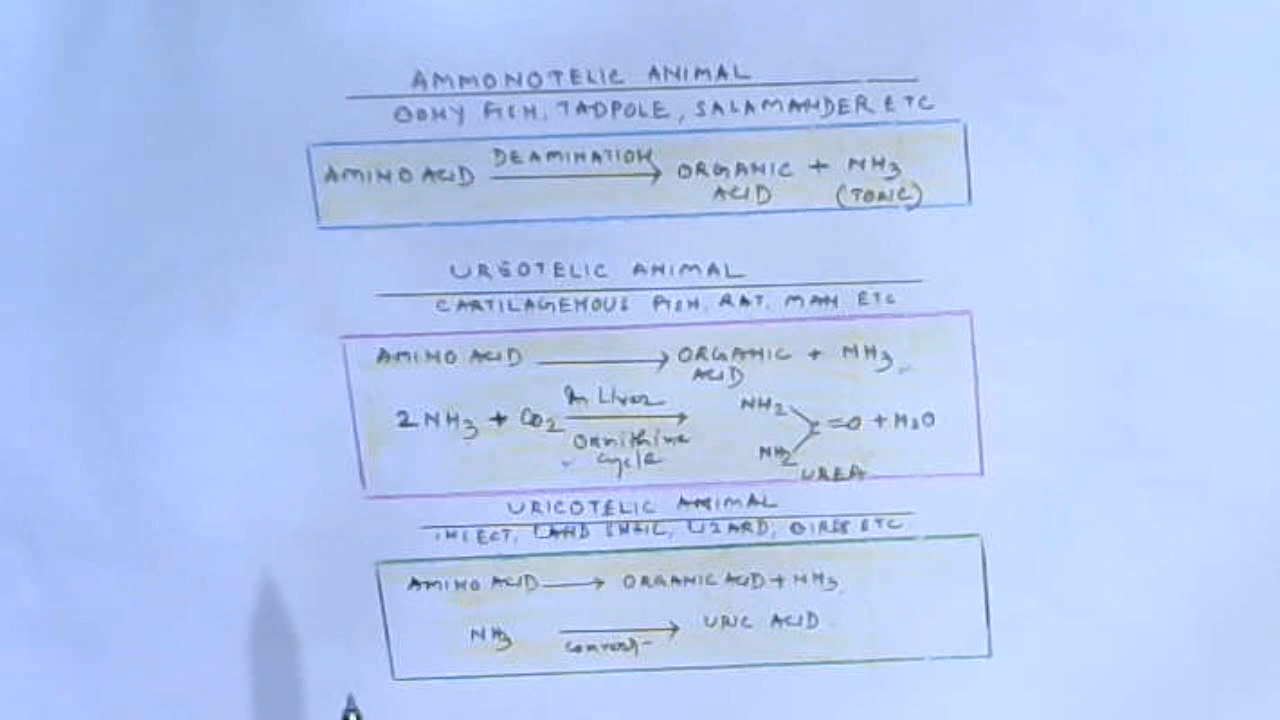 AMMONOTELIC ANIMAL
BONY FISH, TADPOLE, SALAMANDER ETC
AMINO ACID DEAMINATION → ORGANIC ACID + NH3 (TOXIC)
UREOTELIC ANIMAL
CARTILAGENOUS FISH, RAT, MAN ETC
AMINO ACID → ORGANIC ACID + NH3
2NH3 + CO2 In Liver → Ornithine cycle NH2 NH2 C=O + H2O
UREA
URICOTELIC ANIMAL
INSECT, LAND SNAIL, LIZARD, BIRDS ETC
AMINO ACID → ORGANIC ACID + NH3
NH3 convert → URIC ACID